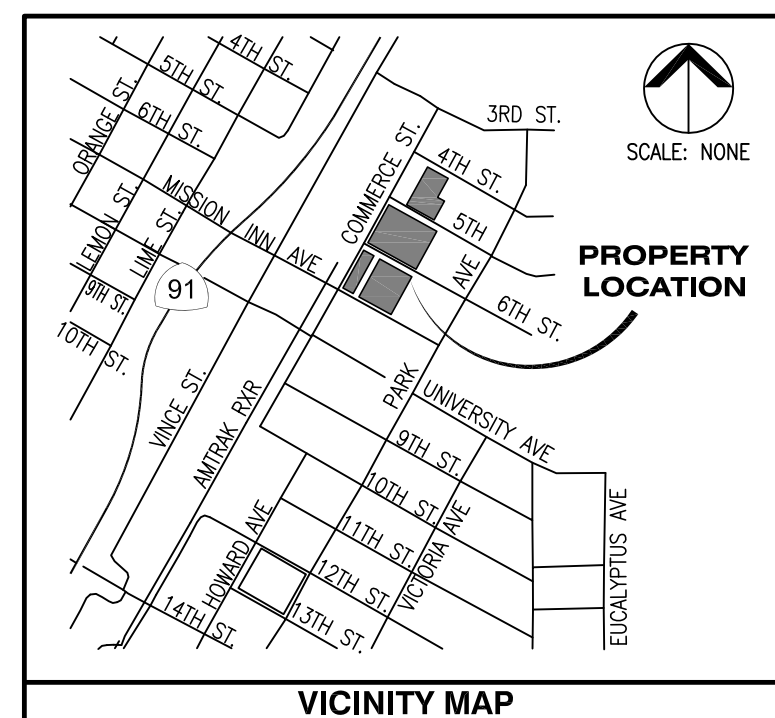 4TH ST.
5TH ST.
6TH ST.
ORANGE ST.
LEMON ST.
LIME ST.
9TH ST.
10TH ST.
MISSION INN AVE
91
VINCE ST.
AMTRAK RXR
COMMERCE ST.
3RD ST.
4TH ST.
5TH
6TH ST.
PARK AVE
SCALE: NONE
PROPERTY
LOCATION
UNIVERSITY AVE
9TH ST.
10TH ST.
11TH ST.
12TH ST.
13TH ST.
14TH ST.
HOWARD AVE
VICTORIA AVE
EUCALYPTUS AVE
VICINITY MAP